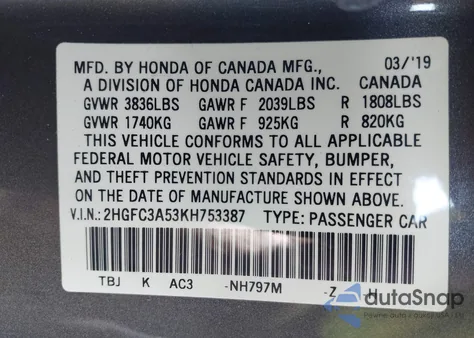 MFD. BY HONDA OF CANADA MFG., 03/'19
A DIVISION OF HONDA CANADA INC. CANADA
GVWR 3836LBS GAWR F 2039LBS R 1808LBS
GVWR 1740KG GAWR F 925KG R 820KG
THIS VEHICLE CONFORMS TO ALL APPLICABLE
FEDERAL MOTOR VEHICLE SAFETY, BUMPER,
AND THEFT PREVENTION STANDARDS IN EFFECT
ON THE DATE OF MANUFACTURE SHOWN ABOVE.
V.I.N.: 2HGFC3A53KH753387 TYPE: PASSENGER CAR
TBJ K AC3 -NH797M -Z
AutoSnap